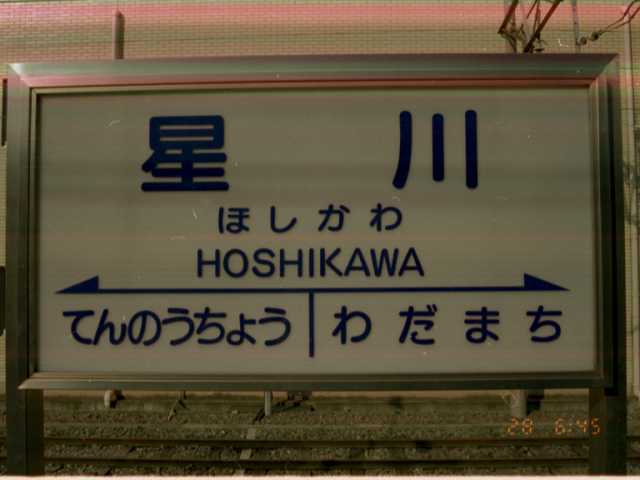 星川
ほしかわ
HOSHIKAWA
てんのうちょう わだまち
28 6:45